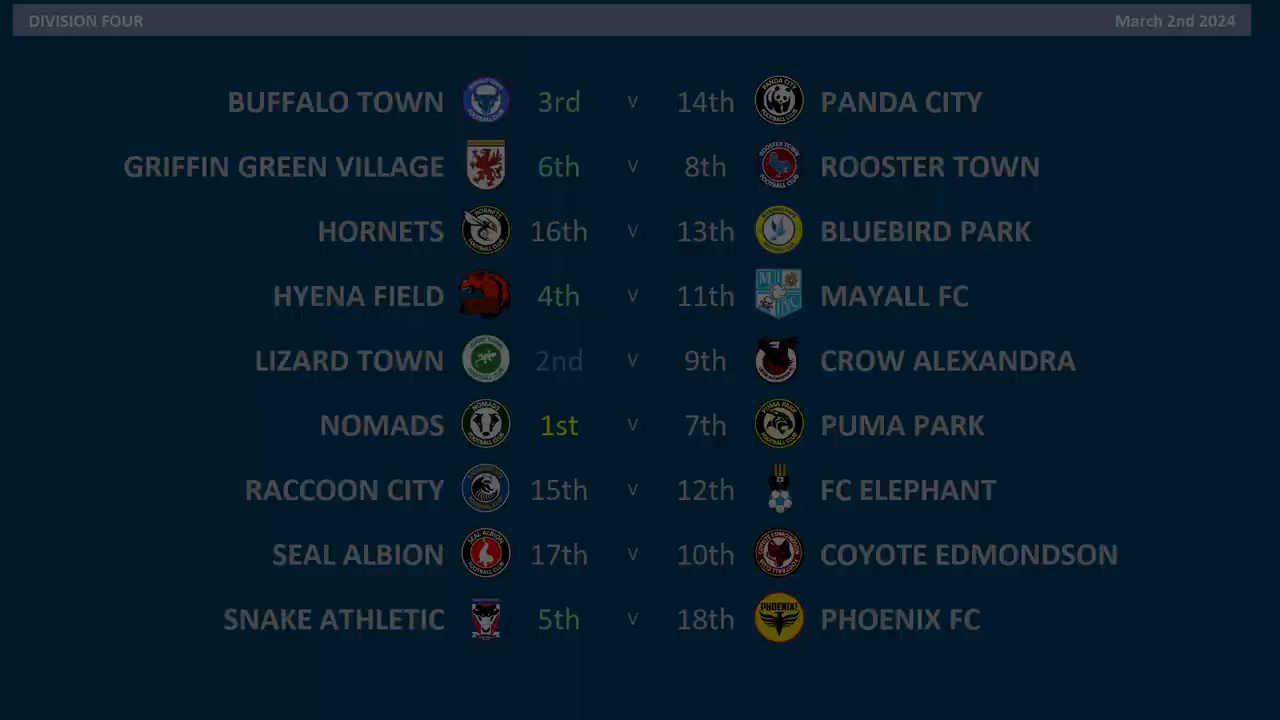 DIVISION FOUR March 2nd 2024
BUFFALO TOWN 3rd v 14th PANDA CITY
GRIFFIN GREEN VILLAGE 6th v 8th ROOSTER TOWN
HORNETS 16th v 13th BLUEBIRD PARK
HYENA FIELD 4th v 11th MAYALL FC
LIZARD TOWN 2nd v 9th CROW ALEXANDRA
NOMADS 1st v 7th PUMA PARK
RACCOON CITY 15th v 12th FC ELEPHANT
SEAL ALBION 17th v 10th COYOTE EDMONDSON
SNAKE ATHLETIC 5th v 18th PHOENIX FC